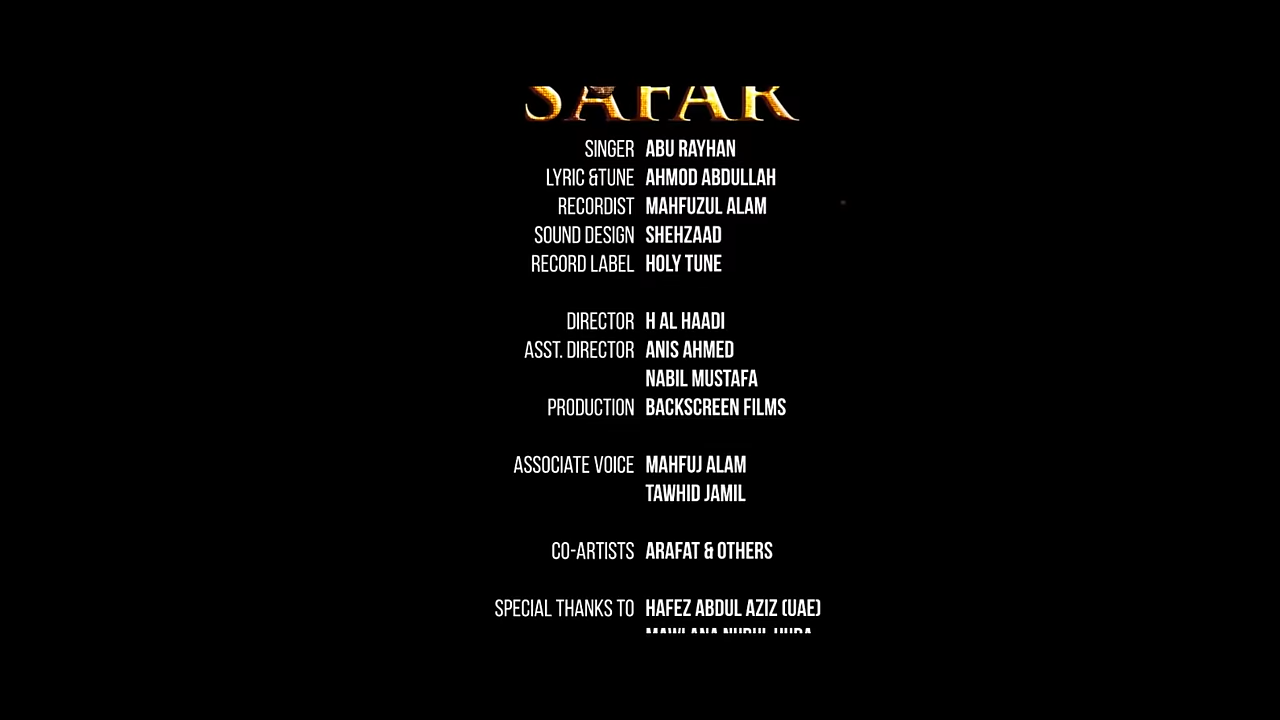 SAFAR
SINGER ABU RAYHAN
LYRIC &TUNE AHMOD ABDULLAH
RECORDIST MAHFUZUL ALAM
SOUND DESIGN SHEHZAAD
RECORD LABEL HOLY TUNE
DIRECTOR H AL HAADI
ASST. DIRECTOR ANIS AHMED
NABIL MUSTAFA
PRODUCTION BACKSCREEN FILMS
ASSOCIATE VOICE MAHFUJ ALAM
TAWHID JAMIL
CO-ARTISTS ARAFAT & OTHERS
SPECIAL THANKS TO HAFEZ ABDUL AZIZ (UAE)